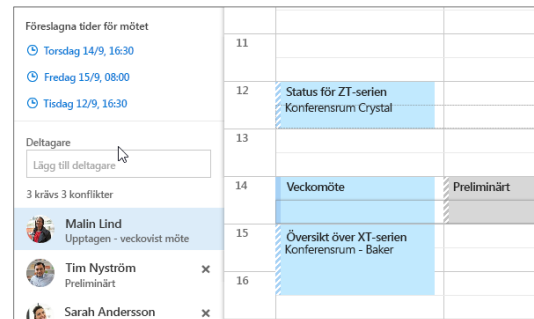 Föreslagna tider för mötet
Torsdag 14/9, 16:30
Fredag 15/9, 08:00
Tisdag 12/9, 16:30
Deltagare
Lägg till deltagare
3 krävs 3 konflikter
Malin Lind
Upptagen - veckovist möte
Tim Nyström
Preliminärt
Sarah Andersson
11
12
Status för ZT-serien
Konferensrum Crystal
13
14
Veckomöte
Preliminärt
15
Översikt över XT-serien
Konferensrum - Baker
16